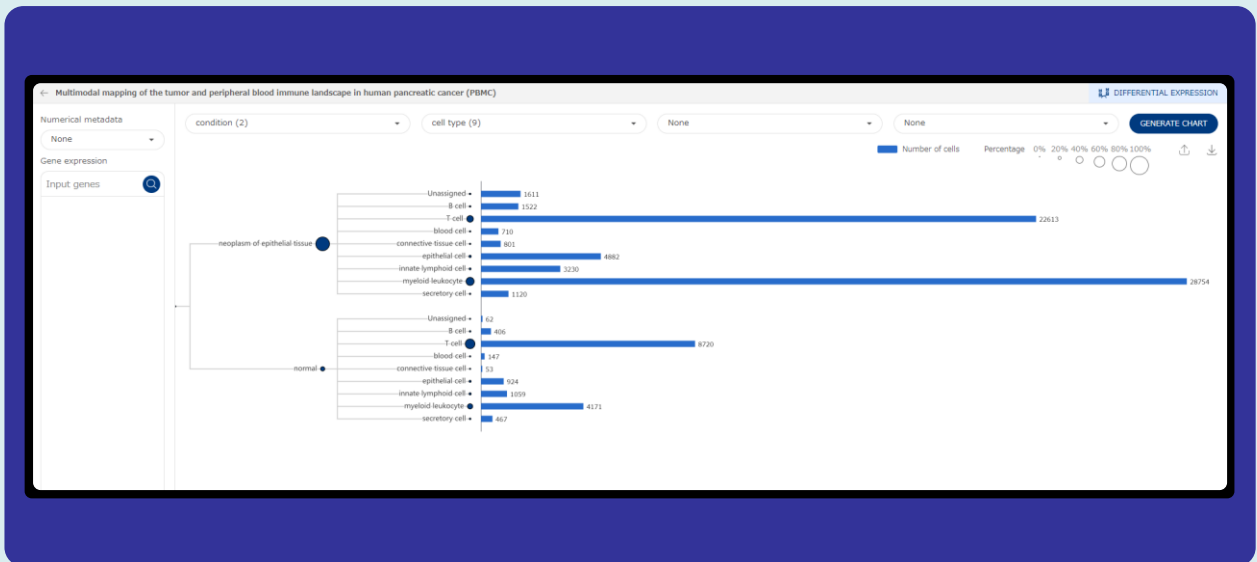 ← Multimodal mapping of the tumor and peripheral blood immune landscape in human pancreatic cancer (PBMC)
DIFFERENTIAL EXPRESSION
Numerical metadata
None
Gene expression
Input genes
condition (2)
cell type (9)
None
None
GENERATE CHART
Number of cells
Percentage 0% 20% 40% 60% 80% 100%
neoplasm of epithelial tissue
Unassigned 1611
B cell 1522
T cell 22613
blood cell 710
connective tissue cell 801
epithelial cell 4882
innate lymphoid cell 3230
myeloid leukocyte 28754
secretory cell 1120
normal
Unassigned 62
B cell 406
T cell 8720
blood cell 147
connective tissue cell 53
epithelial cell 924
innate lymphoid cell 1059
myeloid leukocyte 4171
secretory cell 467